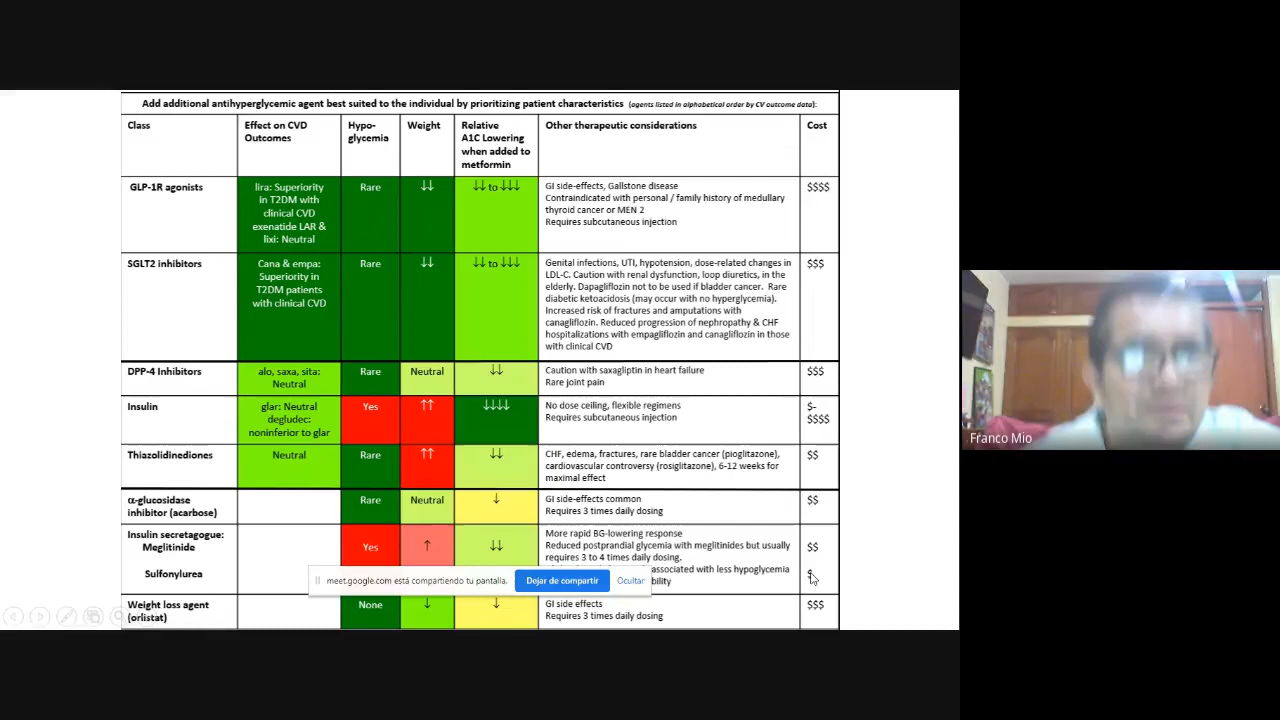 Add additional antihyperglycemic agent best suited to the individual by prioritizing patient characteristics (agents listed in alphabetical order by CV outcome data):
Class
Effect on CVD
Outcomes
Hypo-
glycemia
Weight
Relative
A1C Lowering
when added to
metformin
Other therapeutic considerations
Cost
GLP-1R agonists
lira: Superiority
in T2DM with
clinical CVD
exenatide LAR &
lixi: Neutral
Rare
↓↓
↓↓ to ↓↓↓
GI side-effects, Gallstone disease
Contraindicated with personal / family history of medullary
thyroid cancer or MEN 2
Requires subcutaneous injection
$$$$
SGLT2 inhibitors
Cana & empa:
Superiority in
T2DM patients
with clinical CVD
Rare
↓↓
↓↓ to ↓↓↓
Genital infections, UTI, hypotension, dose-related changes in
LDL-C. Caution with renal dysfunction, loop diuretics, in the
elderly. Dapagliflozin not to be used if bladder cancer. Rare
diabetic ketoacidosis (may occur with no hyperglycemia).
Increased risk of fractures and amputations with
canagliflozin. Reduced progression of nephropathy & CHF
hospitalizations with empagliflozin and canagliflozin in those
with clinical CVD
$$$
DPP-4 Inhibitors
alo, saxa, sita:
Neutral
Rare
Neutral
↓↓
Caution with saxagliptin in heart failure
Rare joint pain
$$$
Insulin
glar: Neutral
degludec:
noninferior to glar
Yes
↑↑
↓↓↓↓
No dose ceiling, flexible regimens
Requires subcutaneous injection
$-
$$$$
Thiazolidinediones
Neutral
Rare
↑↑
↓↓
CHF, edema, fractures, rare bladder cancer (pioglitazone),
cardiovascular controversy (rosiglitazone), 6-12 weeks for
maximal effect
$$
α-glucosidase
inhibitor (acarbose)
Rare
Neutral
↓
GI side-effects common
Requires 3 times daily dosing
$$
Insulin secretagogue:
Meglitinide
Sulfonylurea
Yes
↑
↓↓
More rapid BG-lowering response
Reduced postprandial glycemia with meglitinides but usually
requires 3 to 4 times daily dosing.
associated with less hypoglycemia
$$
$
meet.google.com está compartiendo tu pantalla.
Dejar de compartir
Ocultar
Weight loss agent
(orlistat)
None
↓
↓
GI side effects
Requires 3 times daily dosing
$$$
Franco Mio